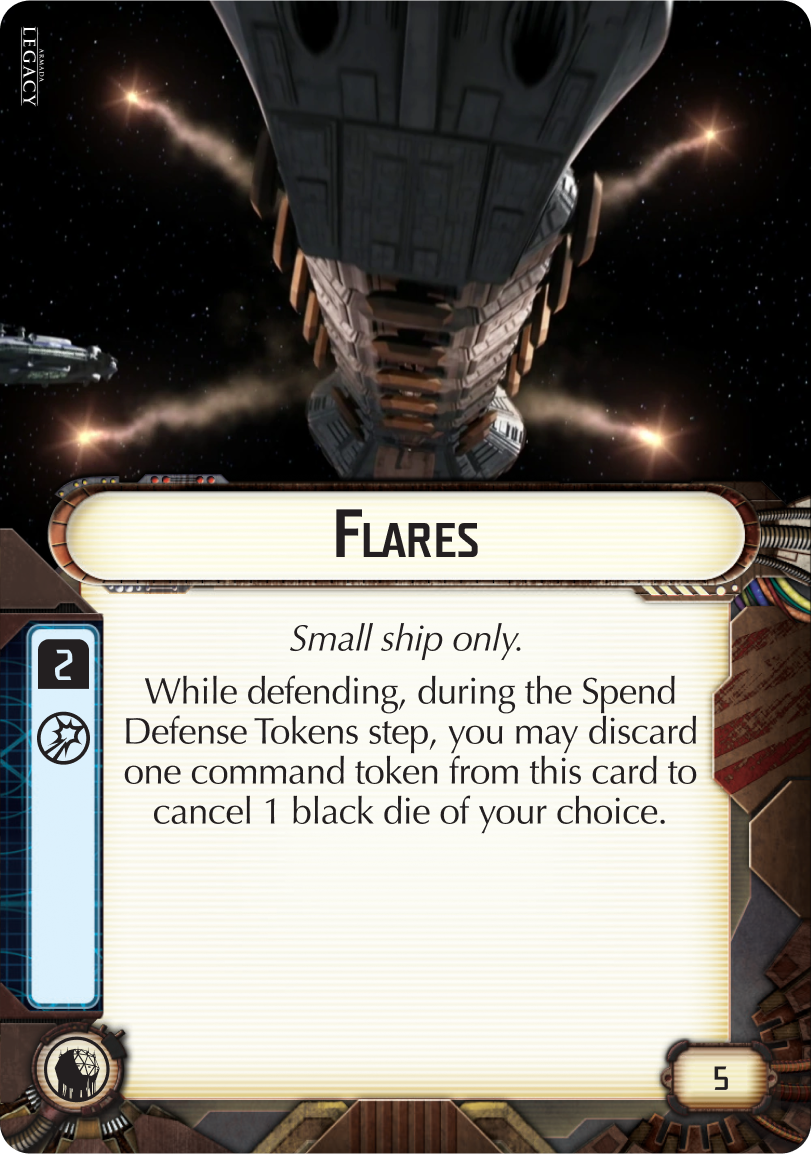 ARMADA
LEGACY
FLARES
Small ship only.
2
While defending, during the Spend
Defense Tokens step, you may discard
one command token from this card to
cancel 1 black die of your choice.
5